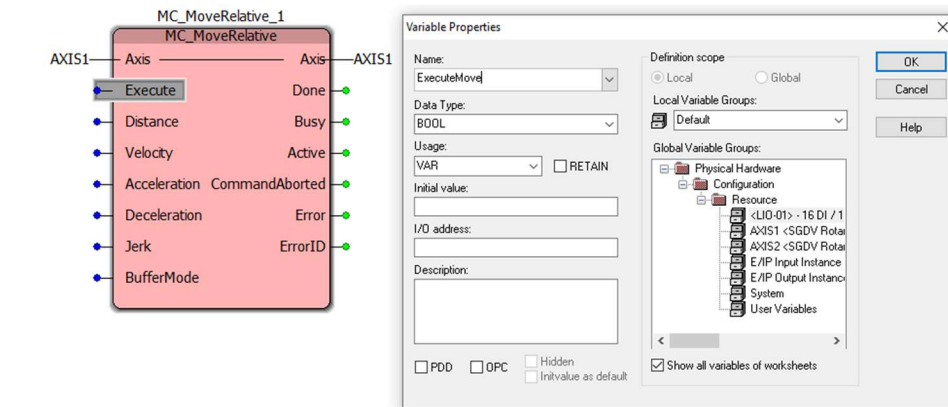 MC_MoveRelative_1
MC_MoveRelative
AXIS1 Axis Axis AXIS1
Execute Done
Distance Busy
Velocity Active
Acceleration CommandAborted
Deceleration Error
Jerk ErrorID
BufferMode
Variable Properties
Name:
ExecuteMove
Data Type:
BOOL
Usage:
VAR RETAIN
Initial value:
I/O address:
Description:
PDD OPC Hidden
Initvalue as default
Definition scope
Local Global
Local Variable Groups:
Default
Global Variable Groups:
Physical Hardware
Configuration
Resource
<LIO-01> - 16 DI / 1
AXIS1 <SGDV Rotar
AXIS2 <SGDV Rotar
E/IP Input Instance
E/IP Output Instance
System
User Variables
Show all variables of worksheets
OK
Cancel
Help